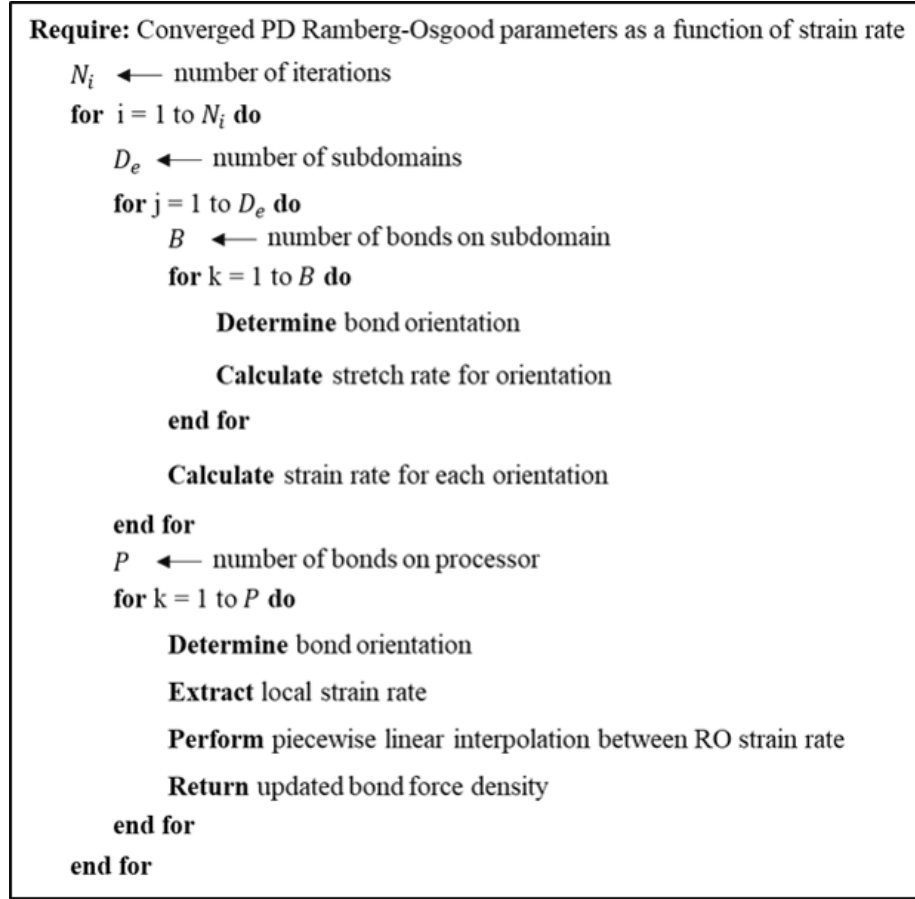 Require: Converged PD Ramberg-Osgood parameters as a function of strain rate
N_i ← number of iterations
for i = 1 to N_i do
D_e ← number of subdomains
for j = 1 to D_e do
B ← number of bonds on subdomain
for k = 1 to B do
Determine bond orientation
Calculate stretch rate for orientation
end for
Calculate strain rate for each orientation
end for
P ← number of bonds on processor
for k = 1 to P do
Determine bond orientation
Extract local strain rate
Perform piecewise linear interpolation between RO strain rate
Return updated bond force density
end for
end for